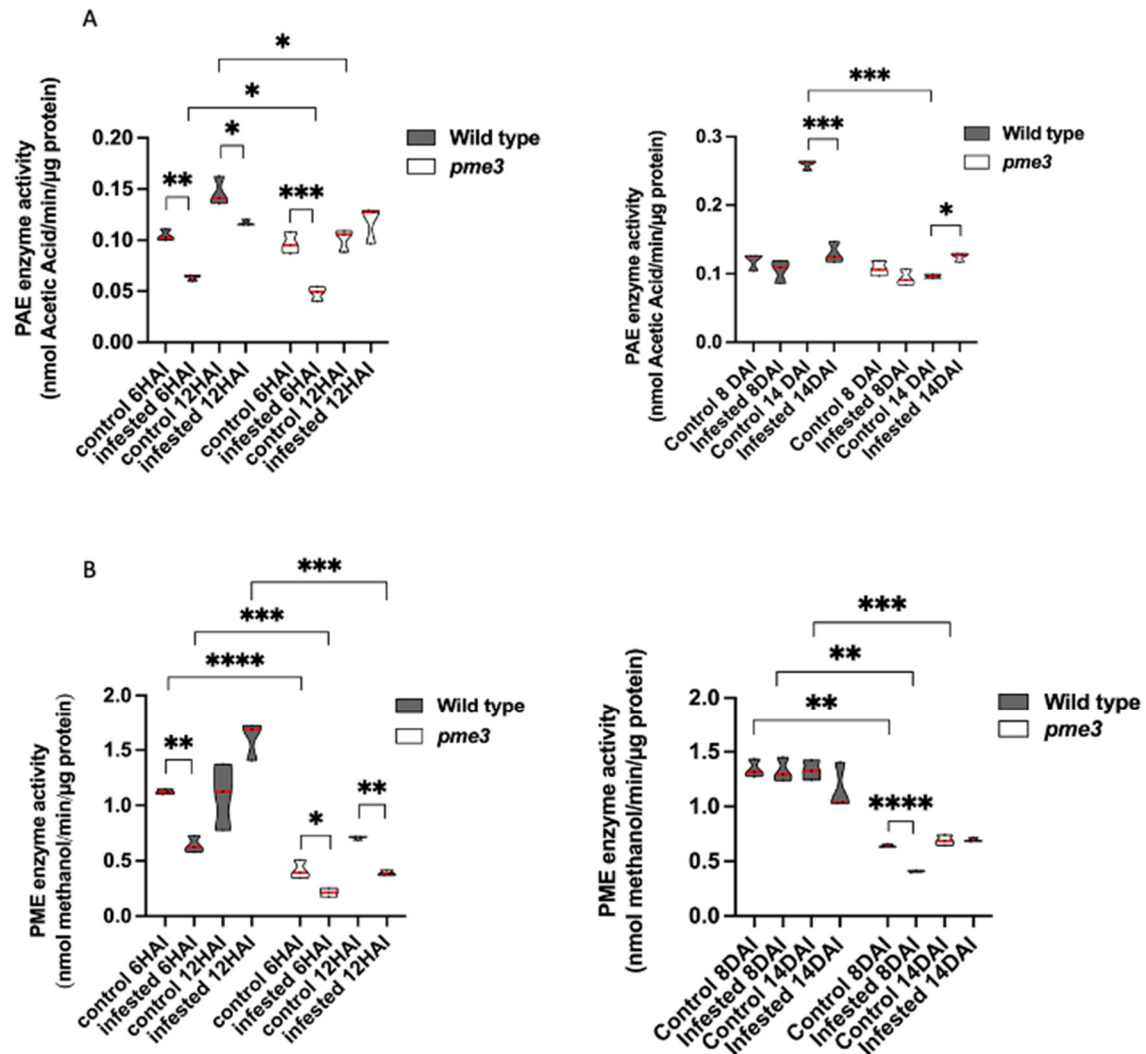 A
*
*
*
**
***
PAE enzyme activity
(nmol Acetic Acid/min/µg protein)
0.20
0.15
0.10
0.05
0.00
Wild type
pme3
control 6HAI
infested 6HAI
control 12HAI
infested 12HAI
control 6HAI
infested 6HAI
control 12HAI
infested 12HAI
***
***
*
PAE enzyme activity
(nmol Acetic Acid/min/µg protein)
0.3
0.2
0.1
0.0
Wild type
pme3
Control 8 DAI
Infested 8DAI
Control 14 DAI
Infested 14DAI
Control 8 DAI
Infested 8DAI
Control 14 DAI
Infested 14DAI
B
***
***
****
**
**
*
PME enzyme activity
(nmol methanol/min/µg protein)
2.0
1.5
1.0
0.5
0.0
Wild type
pme3
control 6HAI
infested 6HAI
control 12HAI
infested 12HAI
control 6HAI
infested 6HAI
control 12HAI
infested 12HAI
***
**
**
****
PME enzyme activity
(nmol methanol/min/µg protein)
2.0
1.5
1.0
0.5
0.0
Wild type
pme3
Control 8DAI
Infested 8DAI
Control 14DAI
Infested 14DAI
Control 8DAI
Infested 8DAI
Control 14DAI
Infested 14DAI